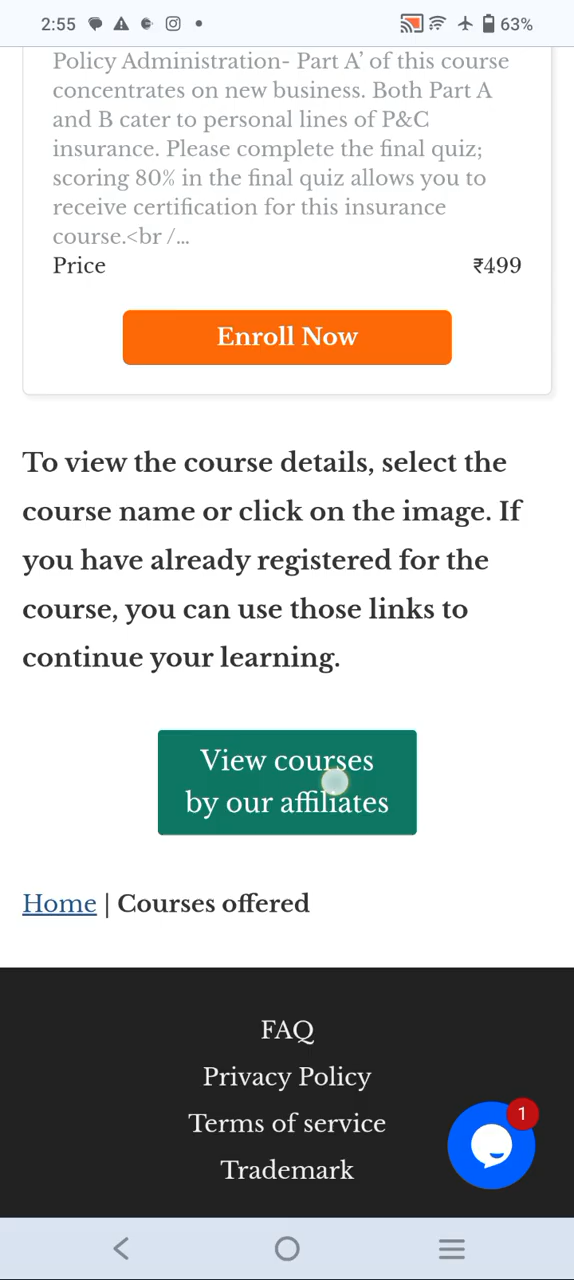 2:55
63%
Policy Administration- Part A’ of this course
concentrates on new business. Both Part A
and B cater to personal lines of P&C
insurance. Please complete the final quiz;
scoring 80% in the final quiz allows you to
receive certification for this insurance
course.<br /...
Price ₹499
Enroll Now
To view the course details, select the
course name or click on the image. If
you have already registered for the
course, you can use those links to
continue your learning.
View courses
by our affiliates
Home | Courses offered
FAQ
Privacy Policy
1
Terms of service
Trademark